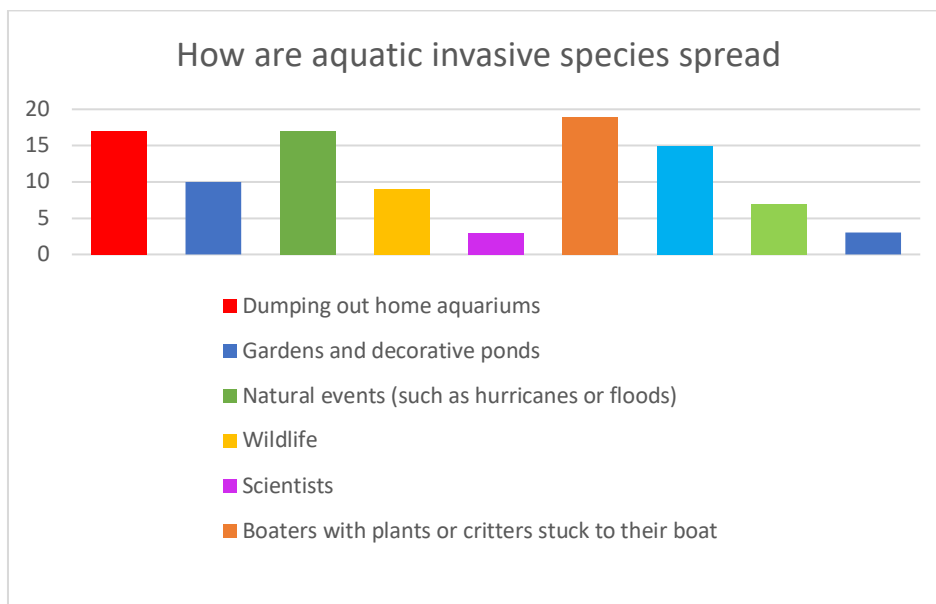 How are aquatic invasive species spread
20
15
10
5
0
Dumping out home aquariums
Gardens and decorative ponds
Natural events (such as hurricanes or floods)
Wildlife
Scientists
Boaters with plants or critters stuck to their boat